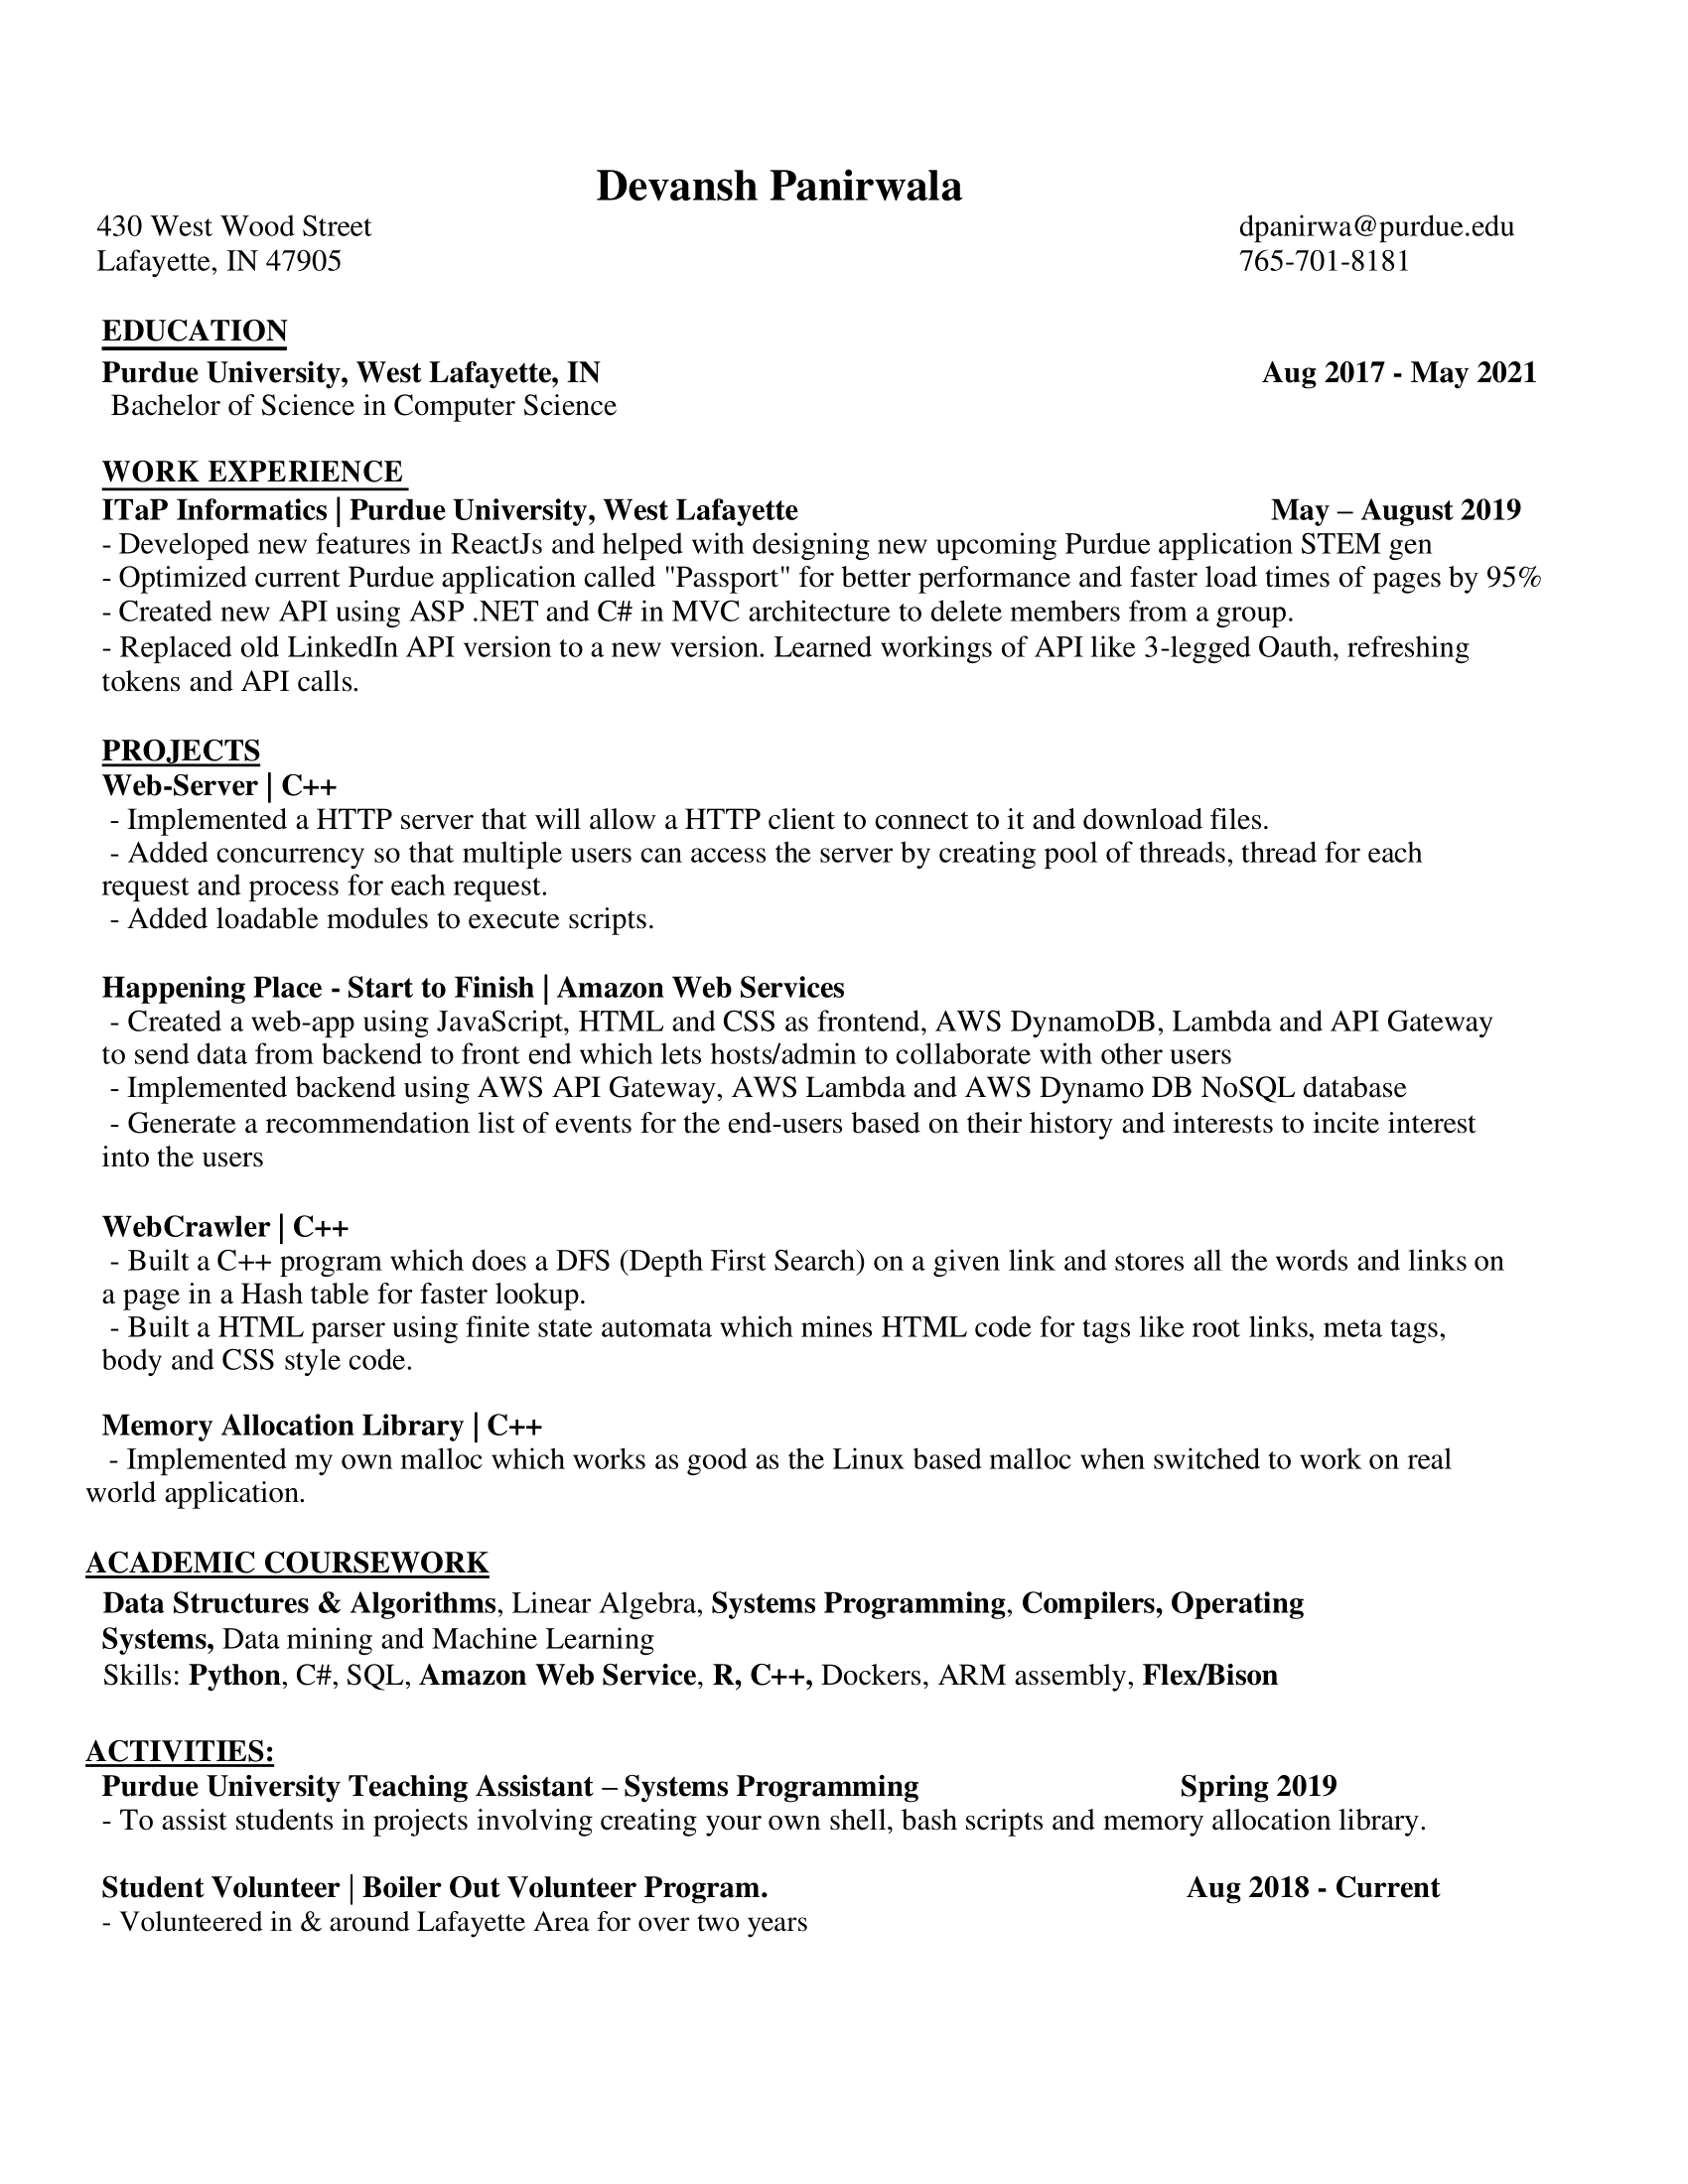 Devansh Panirwala
430 West Wood Street dpanirwa@purdue.edu
Lafayette, IN 47905 765-701-8181
EDUCATION
Purdue University, West Lafayette, IN Aug 2017 - May 2021
Bachelor of Science in Computer Science
WORK EXPERIENCE
ITaP Informatics | Purdue University, West Lafayette May – August 2019
- Developed new features in ReactJs and helped with designing new upcoming Purdue application STEM gen
- Optimized current Purdue application called "Passport" for better performance and faster load times of pages by 95%
- Created new API using ASP .NET and C# in MVC architecture to delete members from a group.
- Replaced old LinkedIn API version to a new version. Learned workings of API like 3-legged Oauth, refreshing
tokens and API calls.
PROJECTS
Web-Server | C++
- Implemented a HTTP server that will allow a HTTP client to connect to it and download files.
- Added concurrency so that multiple users can access the server by creating pool of threads, thread for each
request and process for each request.
- Added loadable modules to execute scripts.
Happening Place - Start to Finish | Amazon Web Services
- Created a web-app using JavaScript, HTML and CSS as frontend, AWS DynamoDB, Lambda and API Gateway
to send data from backend to front end which lets hosts/admin to collaborate with other users
- Implemented backend using AWS API Gateway, AWS Lambda and AWS Dynamo DB NoSQL database
- Generate a recommendation list of events for the end-users based on their history and interests to incite interest
into the users
WebCrawler | C++
- Built a C++ program which does a DFS (Depth First Search) on a given link and stores all the words and links on
a page in a Hash table for faster lookup.
- Built a HTML parser using finite state automata which mines HTML code for tags like root links, meta tags,
body and CSS style code.
Memory Allocation Library | C++
- Implemented my own malloc which works as good as the Linux based malloc when switched to work on real
world application.
ACADEMIC COURSEWORK
Data Structures & Algorithms, Linear Algebra, Systems Programming, Compilers, Operating
Systems, Data mining and Machine Learning
Skills: Python, C#, SQL, Amazon Web Service, R, C++, Dockers, ARM assembly, Flex/Bison
ACTIVITIES:
Purdue University Teaching Assistant – Systems Programming Spring 2019
- To assist students in projects involving creating your own shell, bash scripts and memory allocation library.
Student Volunteer | Boiler Out Volunteer Program. Aug 2018 - Current
- Volunteered in & around Lafayette Area for over two years